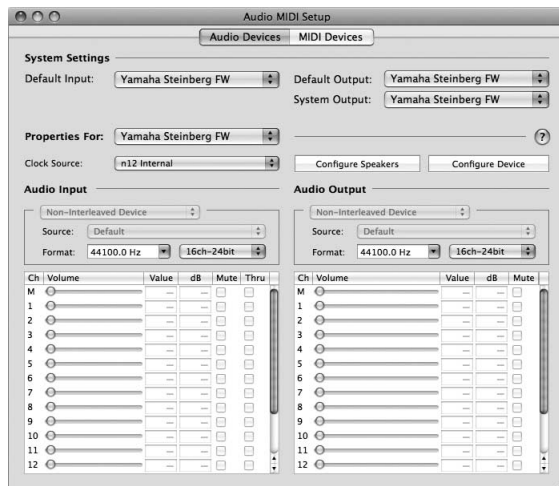 Audio MIDI Setup
Audio Devices MIDI Devices
System Settings
Default Input: Yamaha Steinberg FW
Default Output: Yamaha Steinberg FW
System Output: Yamaha Steinberg FW
Properties For: Yamaha Steinberg FW
?
Clock Source: n12 Internal
Configure Speakers Configure Device
Audio Input
Non-Interleaved Device
Source: Default
Format: 44100.0 Hz 16ch-24bit
Ch Volume Value dB Mute Thru
M
1
2
3
4
5
6
7
8
9
10
11
12
Audio Output
Non-Interleaved Device
Source: Default
Format: 44100.0 Hz 16ch-24bit
Ch Volume Value dB Mute
M
1
2
3
4
5
6
7
8
9
10
11
12